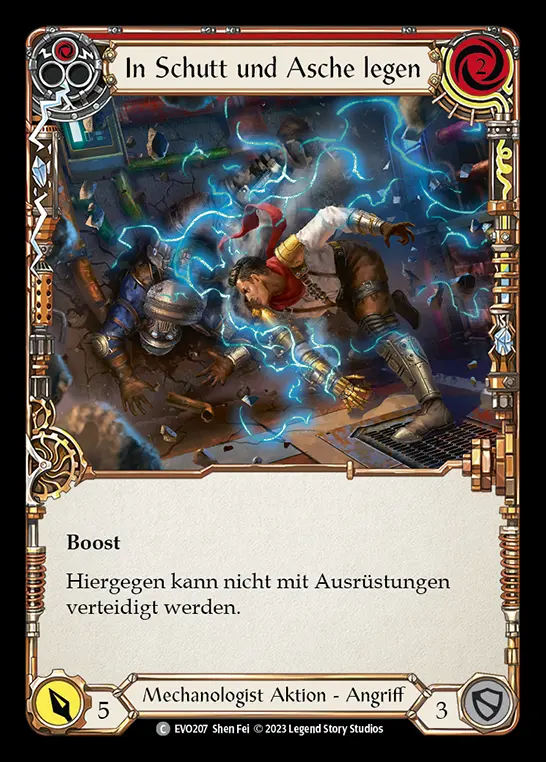 In Schutt und Asche legen
2
Boost
Hiergegen kann nicht mit Ausrüstungen
verteidigt werden.
5
Mechanologist Aktion - Angriff
3
C EVO207 Shen Fei © 2023 Legend Story Studios